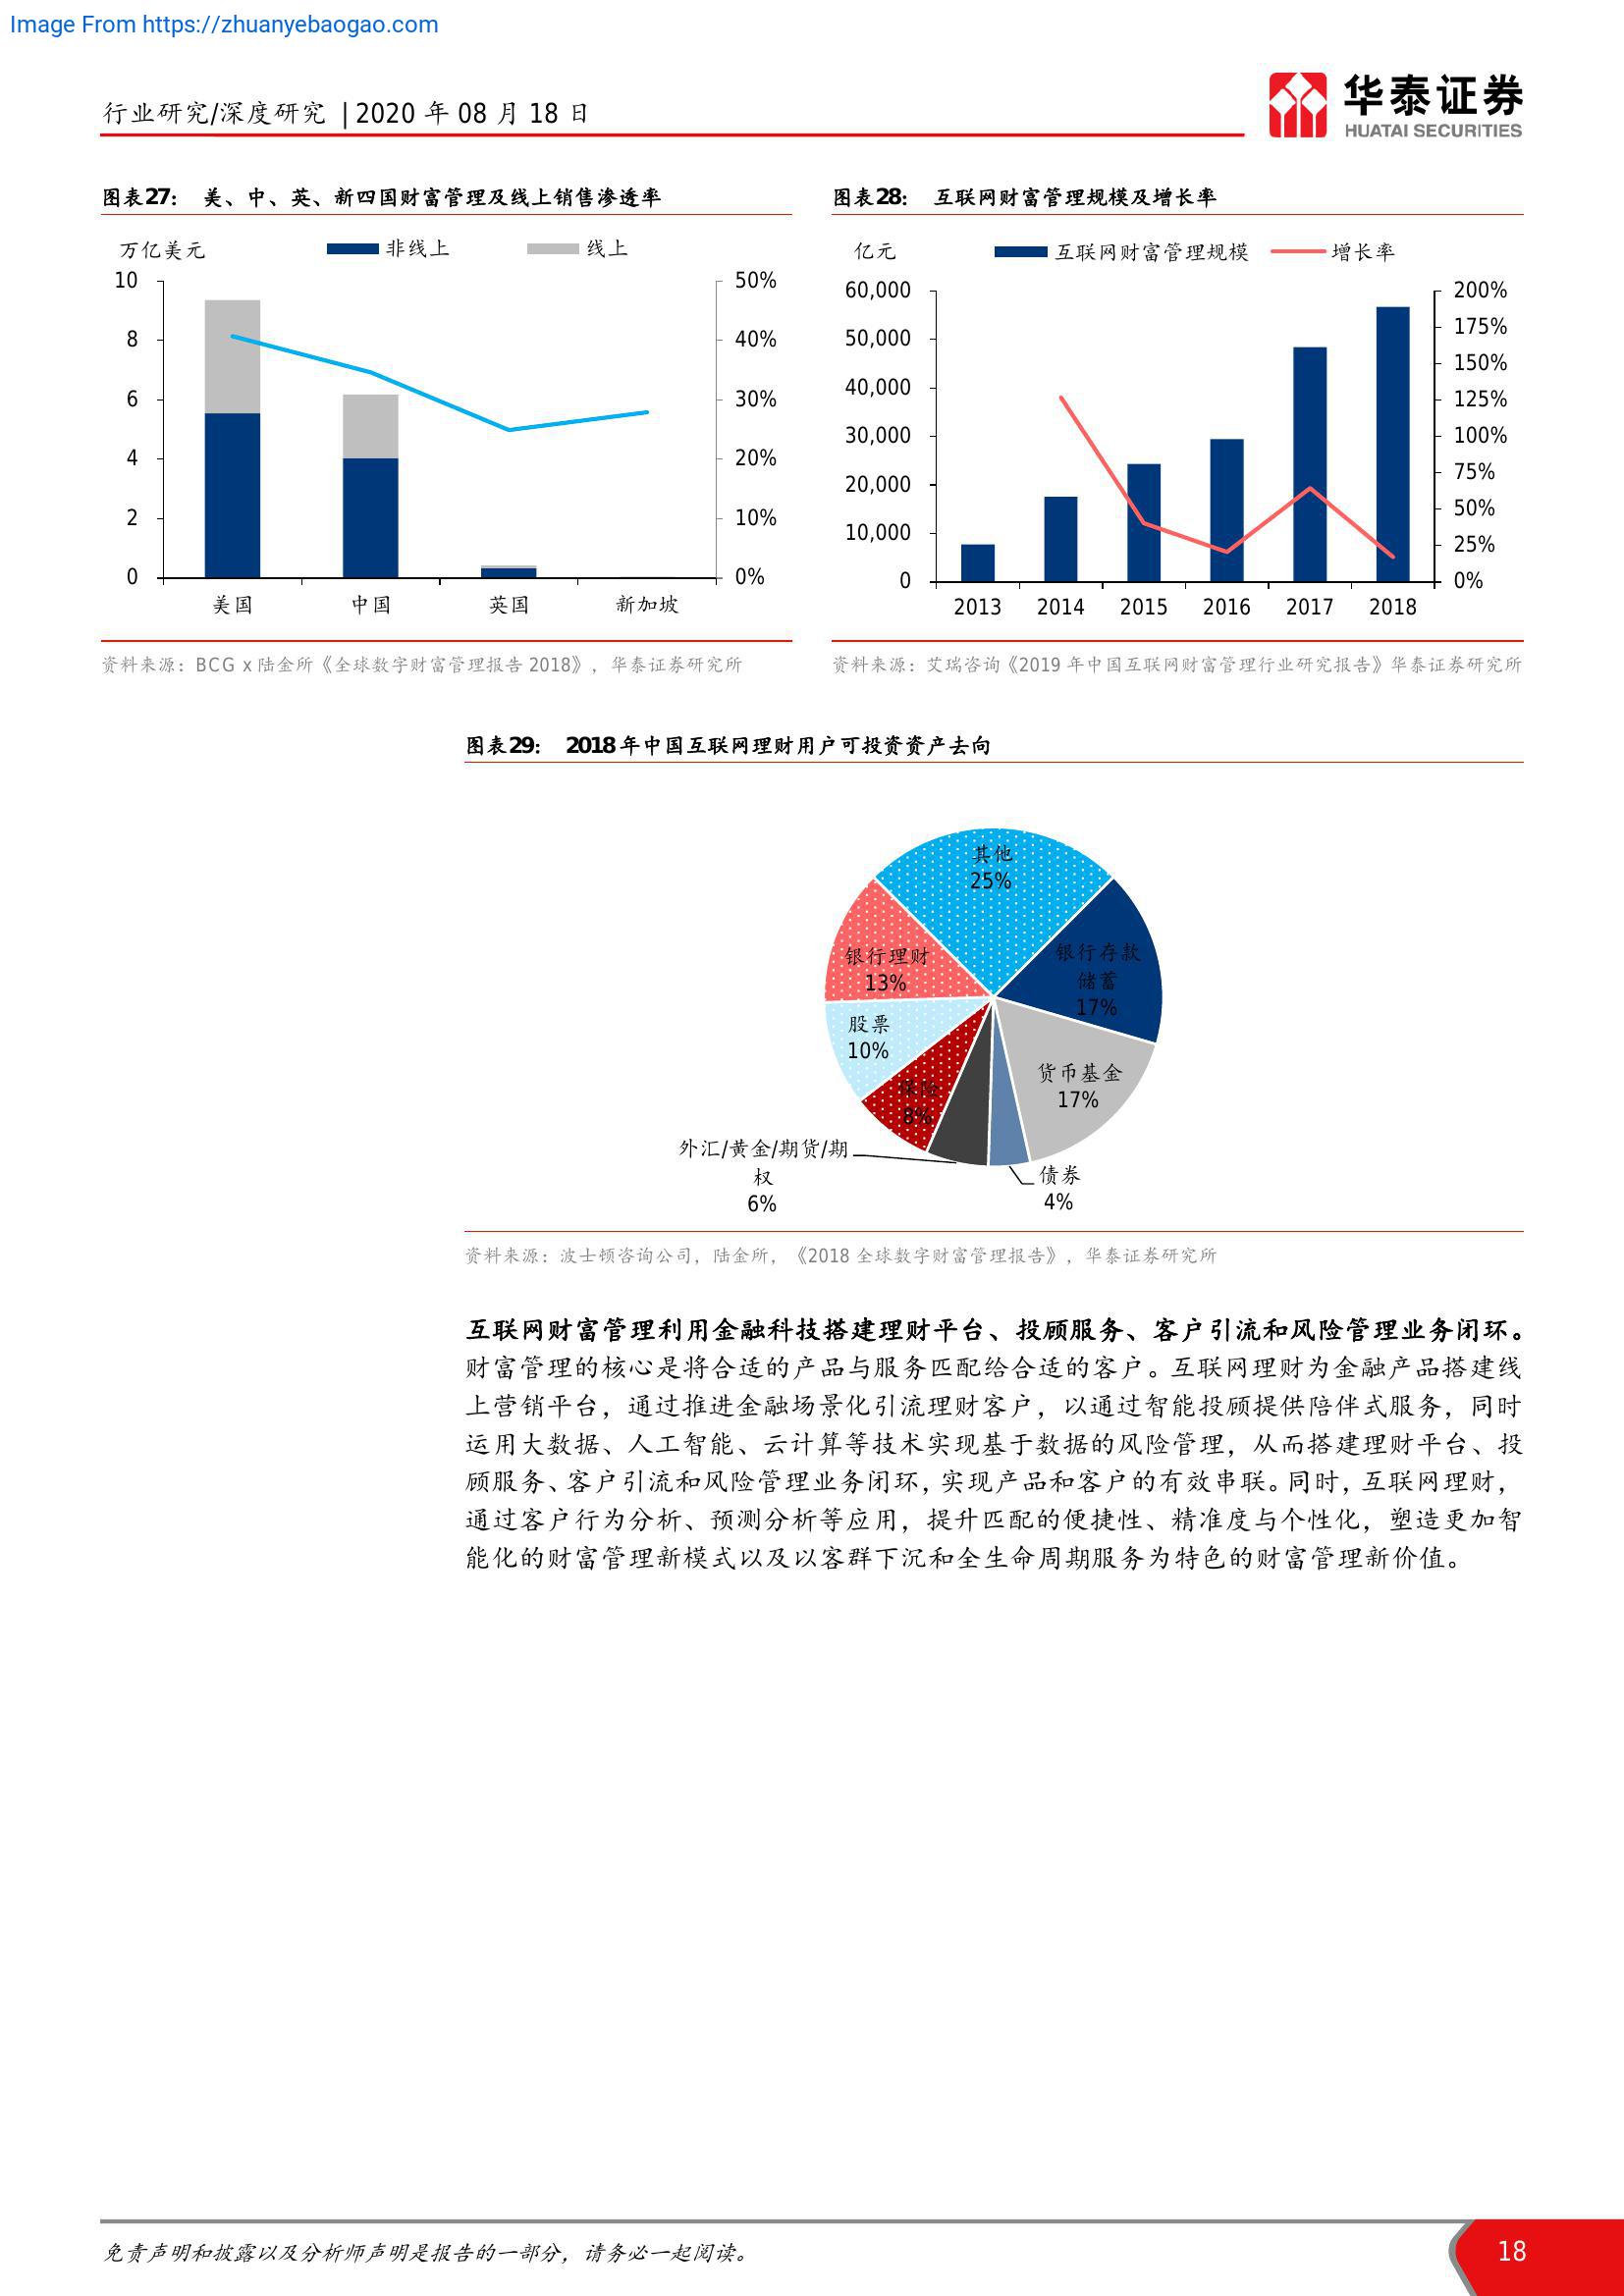 Image From https://zhuanyebaogao.com
行业研究/深度研究 | 2020 年 08 月 18 日
华泰证券
HUATAI SECURITIES
图表27： 美、中、英、新四国财富管理及线上销售渗透率
万亿美元
非线上
线上
10
8
6
4
2
0
50%
40%
30%
20%
10%
0%
美国
中国
英国
新加坡
资料来源：BCG x 陆金所《全球数字财富管理报告 2018》，华泰证券研究所
图表28： 互联网财富管理规模及增长率
亿元
互联网财富管理规模
增长率
60,000
50,000
40,000
30,000
20,000
10,000
0
200%
175%
150%
125%
100%
75%
50%
25%
0%
2013
2014
2015
2016
2017
2018
资料来源：艾瑞咨询《2019 年中国互联网财富管理行业研究报告》华泰证券研究所
图表29： 2018 年中国互联网理财用户可投资资产去向
其他
25%
银行存款
储蓄
17%
货币基金
17%
债券
4%
外汇/黄金/期货/期
权
6%
保险
8%
股票
10%
银行理财
13%
资料来源：波士顿咨询公司，陆金所，《2018 全球数字财富管理报告》，华泰证券研究所
互联网财富管理利用金融科技搭建理财平台、投顾服务、客户引流和风险管理业务闭环。
财富管理的核心是将合适的产品与服务匹配给合适的客户。互联网理财为金融产品搭建线
上营销平台，通过推进金融场景化引流理财客户，以通过智能投顾提供陪伴式服务，同时
运用大数据、人工智能、云计算等技术实现基于数据的风险管理，从而搭建理财平台、投
顾服务、客户引流和风险管理业务闭环，实现产品和客户的有效串联。同时，互联网理财，
通过客户行为分析、预测分析等应用，提升匹配的便捷性、精准度与个性化，塑造更加智
能化的财富管理新模式以及以客群下沉和全生命周期服务为特色的财富管理新价值。
免责声明和披露以及分析师声明是报告的一部分，请务必一起阅读。
18